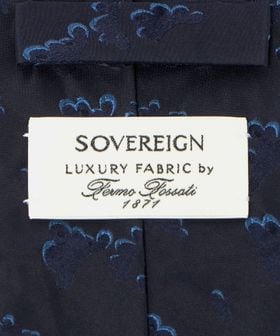 SOVEREIGN
LUXURY FABRIC by
Fermo Fossati
1871